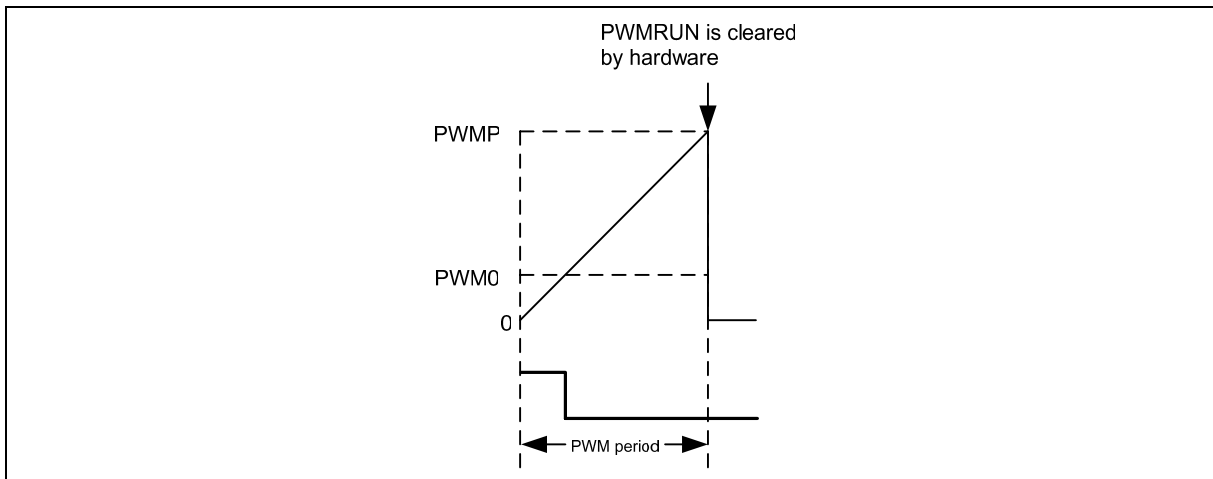 PWMRUN is cleared
by hardware
PWMP
PWM0
0
PWM period